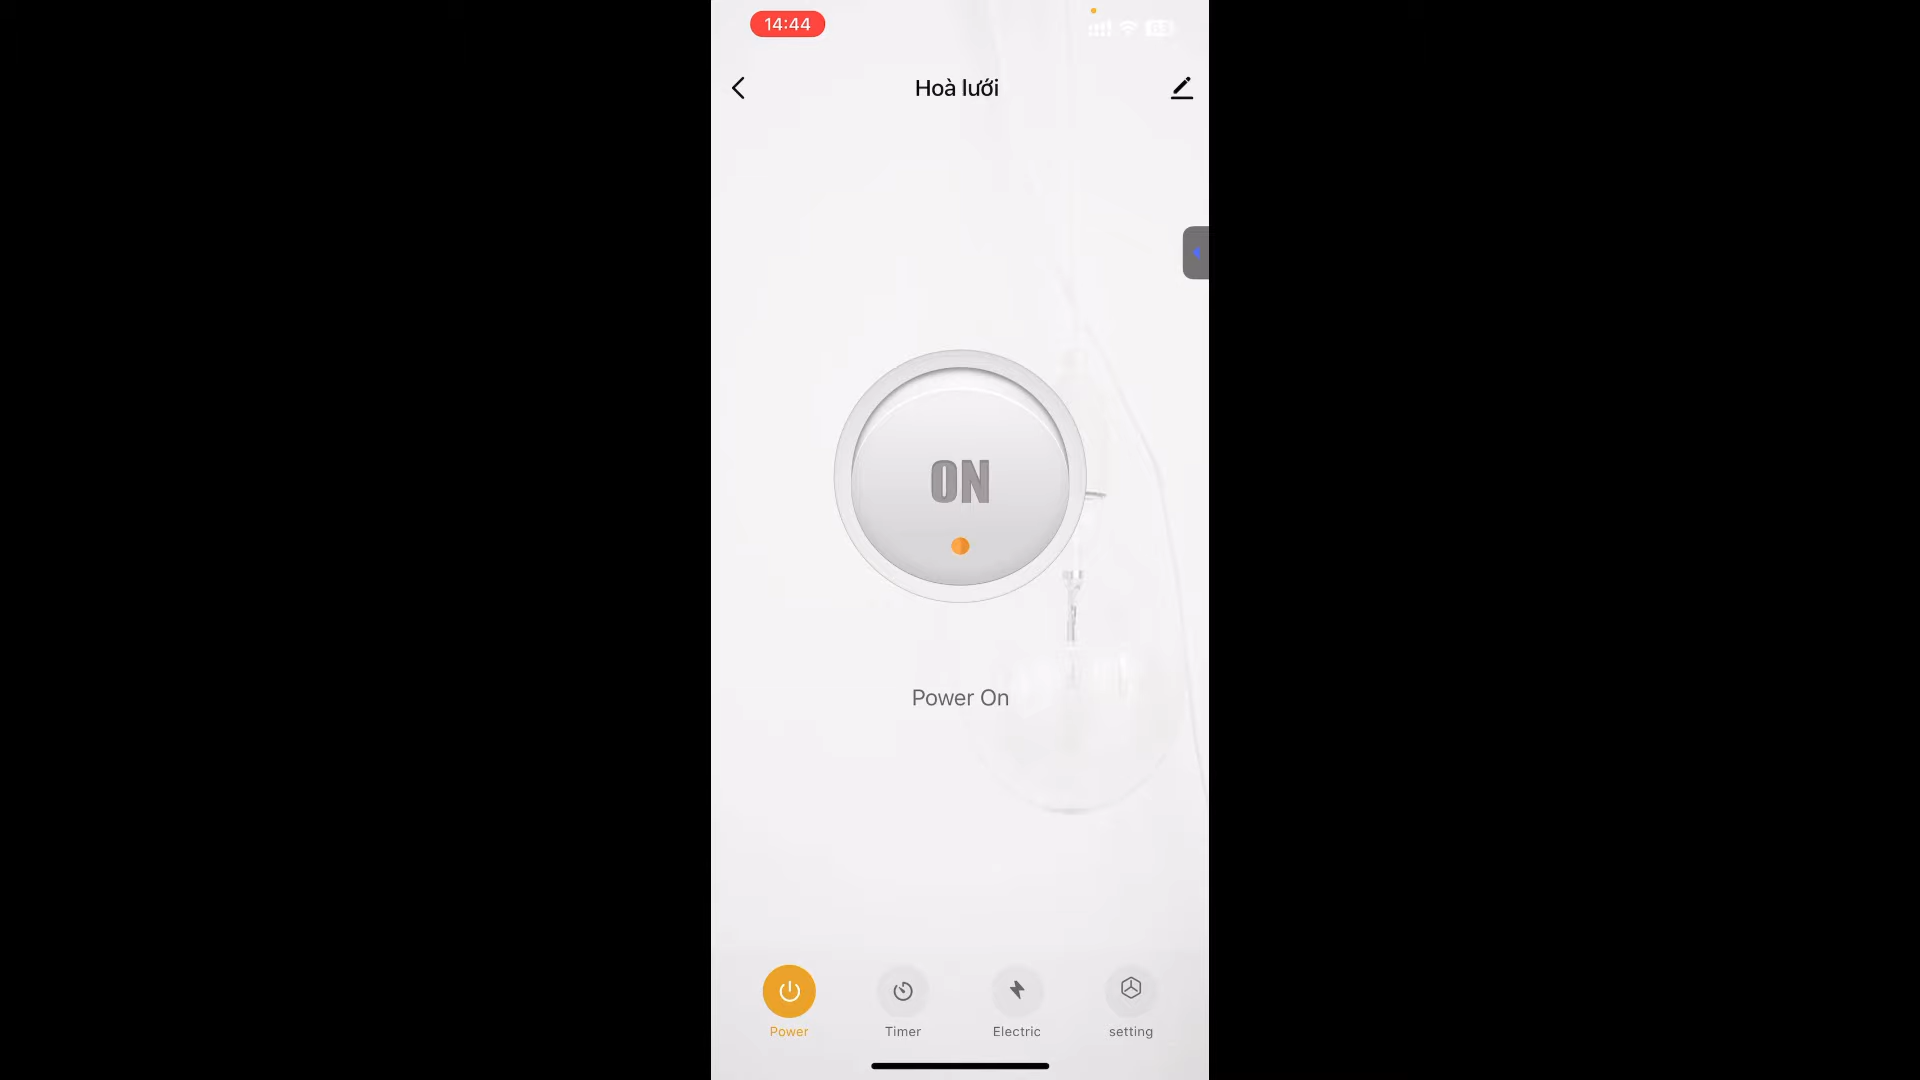 14:44
Hoà lưới
ON
Power On
Power
Timer
Electric
setting